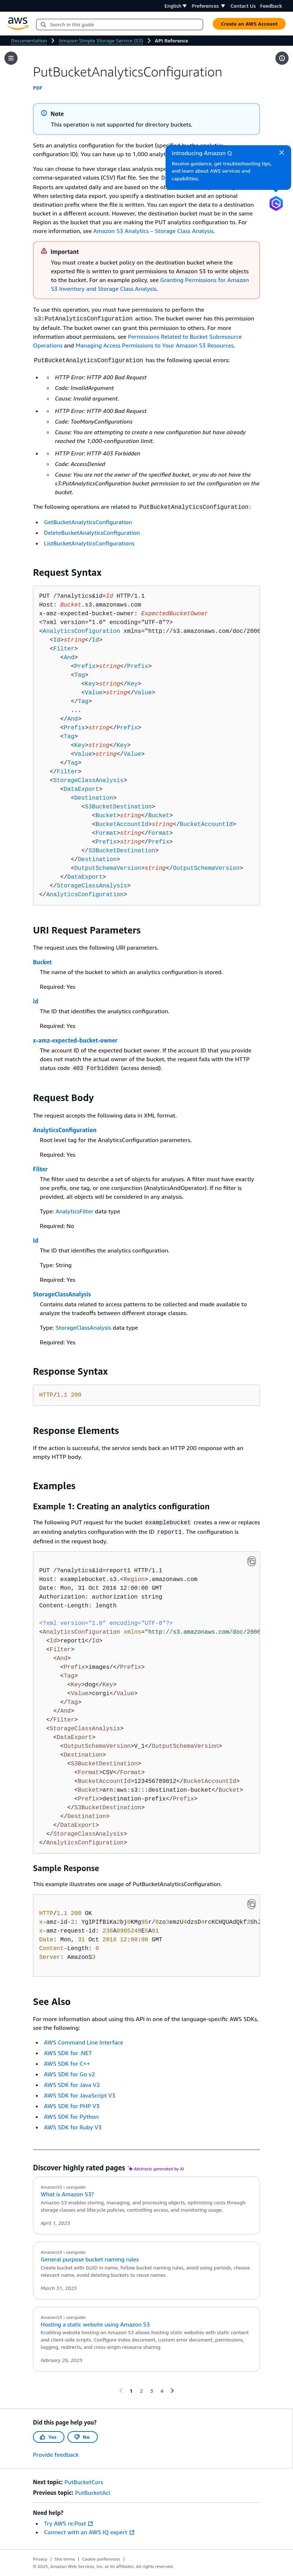 English ▼ Preferences ▼ Contact Us Feedback
aws
Search in this guide
Create an AWS Account
Documentation > Amazon Simple Storage Service (S3) > API Reference
PutBucketAnalyticsConfiguration
PDF
Note
This operation is not supported for directory buckets.
Sets an analytics configuration for the bucket (specified by the analytics
configuration ID). You can have up to 1,000 analytics
Introducing Amazon Q
Receive guidance, get troubleshooting tips,
and learn about AWS services and
capabilities.
You can choose to have storage class analysis
comma-separated values (CSV) flat file. See the
Reports are updated daily and are based on the
When selecting data export, you specify a
destination prefix where the file is written. You can
a different account. However, the destination bucket must be in the same
Region as the bucket that you are making the PUT analytics configuration to. For
more information, see Amazon S3 Analytics – Storage Class Analysis.
Important
You must create a bucket policy on the destination bucket where the
exported file is written to grant permissions to Amazon S3 to write objects
to the bucket. For an example policy, see Granting Permissions for Amazon
S3 Inventory and Storage Class Analysis.
To use this operation, you must have permissions to perform the
s3:PutAnalyticsConfiguration action. The bucket owner has this permission
by default. The bucket owner can grant this permission to others. For more
information about permissions, see Permissions Related to Bucket Subresource
Operations and Managing Access Permissions to Your Amazon S3 Resources.
PutBucketAnalyticsConfiguration has the following special errors:
HTTP Error: HTTP 400 Bad Request
Code: InvalidArgument
Cause: Invalid argument.
HTTP Error: HTTP 400 Bad Request
Code: TooManyConfigurations
Cause: You are attempting to create a new configuration but have already
reached the 1,000-configuration limit.
HTTP Error: HTTP 403 Forbidden
Code: AccessDenied
Cause: You are not the owner of the specified bucket, or you do not have the
s3:PutAnalyticsConfiguration bucket permission to set the configuration on the
bucket.
The following operations are related to PutBucketAnalyticsConfiguration:
GetBucketAnalyticsConfiguration
DeleteBucketAnalyticsConfiguration
ListBucketAnalyticsConfigurations
Request Syntax
PUT /?analytics&id=Id HTTP/1.1
Host: Bucket.s3.amazonaws.com
x-amz-expected-bucket-owner: ExpectedBucketOwner
<?xml version="1.0" encoding="UTF-8"?>
<AnalyticsConfiguration xmlns="http://s3.amazonaws.com/doc/2006
<Id>string</Id>
<Filter>
<And>
<Prefix>string</Prefix>
<Tag>
<Key>string</Key>
<Value>string</Value>
</Tag>
...
</And>
<Prefix>string</Prefix>
<Tag>
<Key>string</Key>
<Value>string</Value>
</Tag>
</Filter>
<StorageClassAnalysis>
<DataExport>
<Destination>
<S3BucketDestination>
<Bucket>string</Bucket>
<BucketAccountId>string</BucketAccountId>
<Format>string</Format>
<Prefix>string</Prefix>
</S3BucketDestination>
</Destination>
<OutputSchemaVersion>string</OutputSchemaVersion>
</DataExport>
</StorageClassAnalysis>
</AnalyticsConfiguration>
URI Request Parameters
The request uses the following URI parameters.
Bucket
The name of the bucket to which an analytics configuration is stored.
Required: Yes
id
The ID that identifies the analytics configuration.
Required: Yes
x-amz-expected-bucket-owner
The account ID of the expected bucket owner. If the account ID that you provide
does not match the actual owner of the bucket, the request fails with the HTTP
status code 403 Forbidden (access denied).
Request Body
The request accepts the following data in XML format.
AnalyticsConfiguration
Root level tag for the AnalyticsConfiguration parameters.
Required: Yes
Filter
The filter used to describe a set of objects for analyses. A filter must have exactly
one prefix, one tag, or one conjunction (AnalyticsAndOperator). If no filter is
provided, all objects will be considered in any analysis.
Type: AnalyticsFilter data type
Required: No
Id
The ID that identifies the analytics configuration.
Type: String
Required: Yes
StorageClassAnalysis
Contains data related to access patterns to be collected and made available to
analyze the tradeoffs between different storage classes.
Type: StorageClassAnalysis data type
Required: Yes
Response Syntax
HTTP/1.1 200
Response Elements
If the action is successful, the service sends back an HTTP 200 response with an
empty HTTP body.
Examples
Example 1: Creating an analytics configuration
The following PUT request for the bucket examplebucket creates a new or replaces
an existing analytics configuration with the ID report1. The configuration is
defined in the request body.
PUT /?analytics&id=report1 HTTP/1.1
Host: examplebucket.s3.<Region>.amazonaws.com
Date: Mon, 31 Oct 2016 12:00:00 GMT
Authorization: authorization string
Content-Length: length
<?xml version="1.0" encoding="UTF-8"?>
<AnalyticsConfiguration xmlns="http://s3.amazonaws.com/doc/2006
<Id>report1</Id>
<Filter>
<And>
<Prefix>images/</Prefix>
<Tag>
<Key>dog</Key>
<Value>corgi</Value>
</Tag>
</And>
</Filter>
<StorageClassAnalysis>
<DataExport>
<OutputSchemaVersion>V_1</OutputSchemaVersion>
<Destination>
<S3BucketDestination>
<Format>CSV</Format>
<BucketAccountId>123456789012</BucketAccountId>
<Bucket>arn:aws:s3:::destination-bucket</Bucket>
<Prefix>destination-prefix</Prefix>
</S3BucketDestination>
</Destination>
</DataExport>
</StorageClassAnalysis>
</AnalyticsConfiguration>
Sample Response
This example illustrates one usage of PutBucketAnalyticsConfiguration.
HTTP/1.1 200 OK
x-amz-id-2: YgIPIfBiKa2bj0KMg95r/0zo3emzU4dzsD4rcKCHQUAdQkf3ShJ
x-amz-request-id: 236A8905248E5A01
Date: Mon, 31 Oct 2016 12:00:00 GMT
Content-Length: 0
Server: AmazonS3
See Also
For more information about using this API in one of the language-specific AWS SDKs,
see the following:
AWS Command Line Interface
AWS SDK for .NET
AWS SDK for C++
AWS SDK for Go v2
AWS SDK for Java V2
AWS SDK for JavaScript V3
AWS SDK for PHP V3
AWS SDK for Python
AWS SDK for Ruby V3
Discover highly rated pages Abstracts generated by AI
AmazonS3 › userguide
What is Amazon S3?
Amazon S3 enables storing, managing, and processing objects, optimizing costs through
storage classes and lifecycle policies, controlling access, and monitoring usage.
April 1, 2025
AmazonS3 › userguide
General purpose bucket naming rules
Create bucket with GUID in name, follow bucket naming rules, avoid using periods, choose
relevant name, avoid deleting buckets to reuse names.
March 31, 2025
AmazonS3 › userguide
Hosting a static website using Amazon S3
Enabling website hosting on Amazon S3 allows hosting static websites with static content
and client-side scripts. Configure index document, custom error document, permissions,
logging, redirects, and cross-origin resource sharing.
February 26, 2025
1 2 3 4
Did this page help you?
Yes No
Provide feedback
Next topic: PutBucketCors
Previous topic: PutBucketAcl
Need help?
Try AWS re:Post
Connect with an AWS IQ expert
Privacy | Site terms | Cookie preferences |
© 2025, Amazon Web Services, Inc. or its affiliates. All rights reserved.